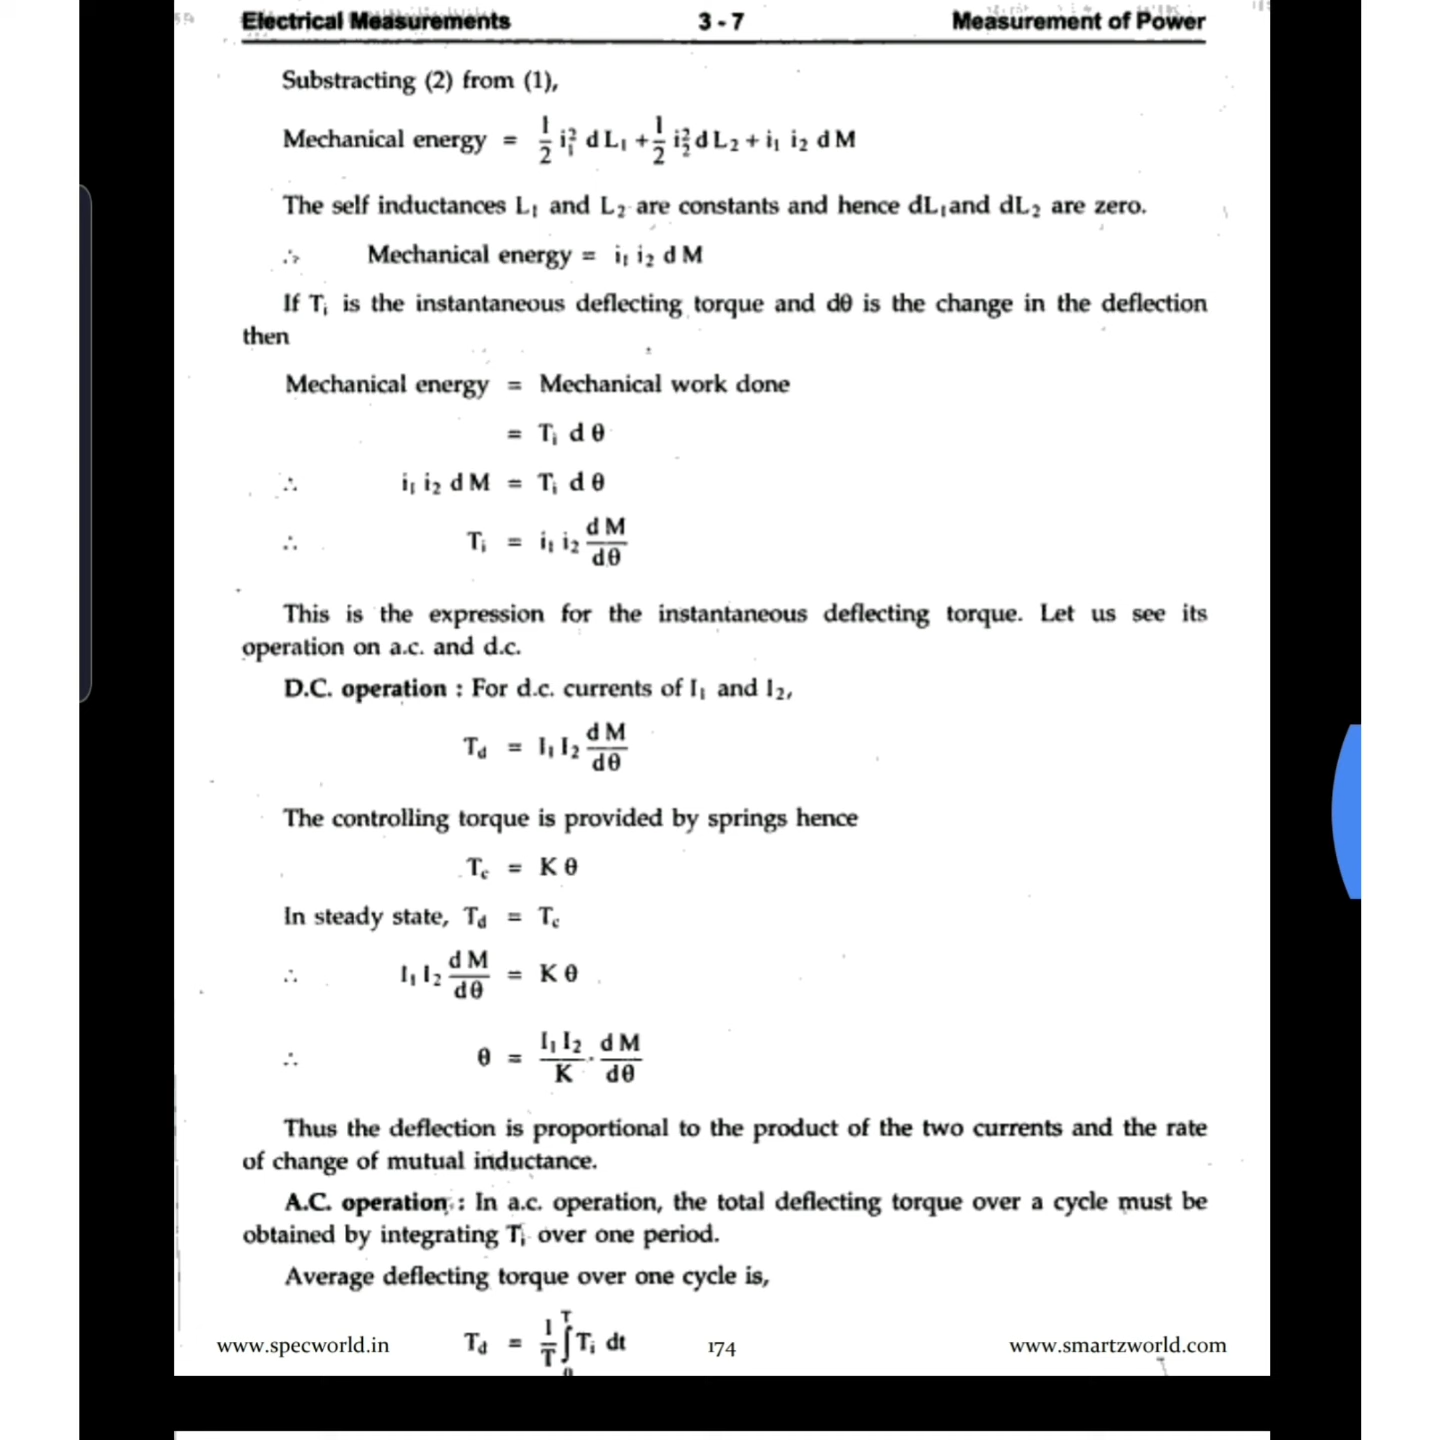 Electrical Measurements 3 - 7 Measurement of Power
Substracting (2) from (1),
Mechanical energy = 1/2 i₁² d L₁ + 1/2 i₂² d L₂ + i₁ i₂ d M
The self inductances L₁ and L₂ are constants and hence dL₁and dL₂ are zero.
∴ Mechanical energy = i₁ i₂ d M
If Tᵢ is the instantaneous deflecting torque and dθ is the change in the deflection
then
Mechanical energy = Mechanical work done
= Tᵢ d θ
∴ i₁ i₂ d M = Tᵢ d θ
∴ Tᵢ = i₁ i₂ d M/dθ
This is the expression for the instantaneous deflecting torque. Let us see its
operation on a.c. and d.c.
D.C. operation : For d.c. currents of I₁ and I₂,
T_d = I₁ I₂ d M/dθ
The controlling torque is provided by springs hence
T_c = K θ
In steady state, T_d = T_c
∴ I₁ I₂ d M/dθ = K θ
∴ θ = I₁ I₂/K · d M/dθ
Thus the deflection is proportional to the product of the two currents and the rate
of change of mutual inductance.
A.C. operation : In a.c. operation, the total deflecting torque over a cycle must be
obtained by integrating Tᵢ over one period.
Average deflecting torque over one cycle is,
T_d = 1/T ∫₀ᵀ Tᵢ dt
www.specworld.in 174 www.smartzworld.com